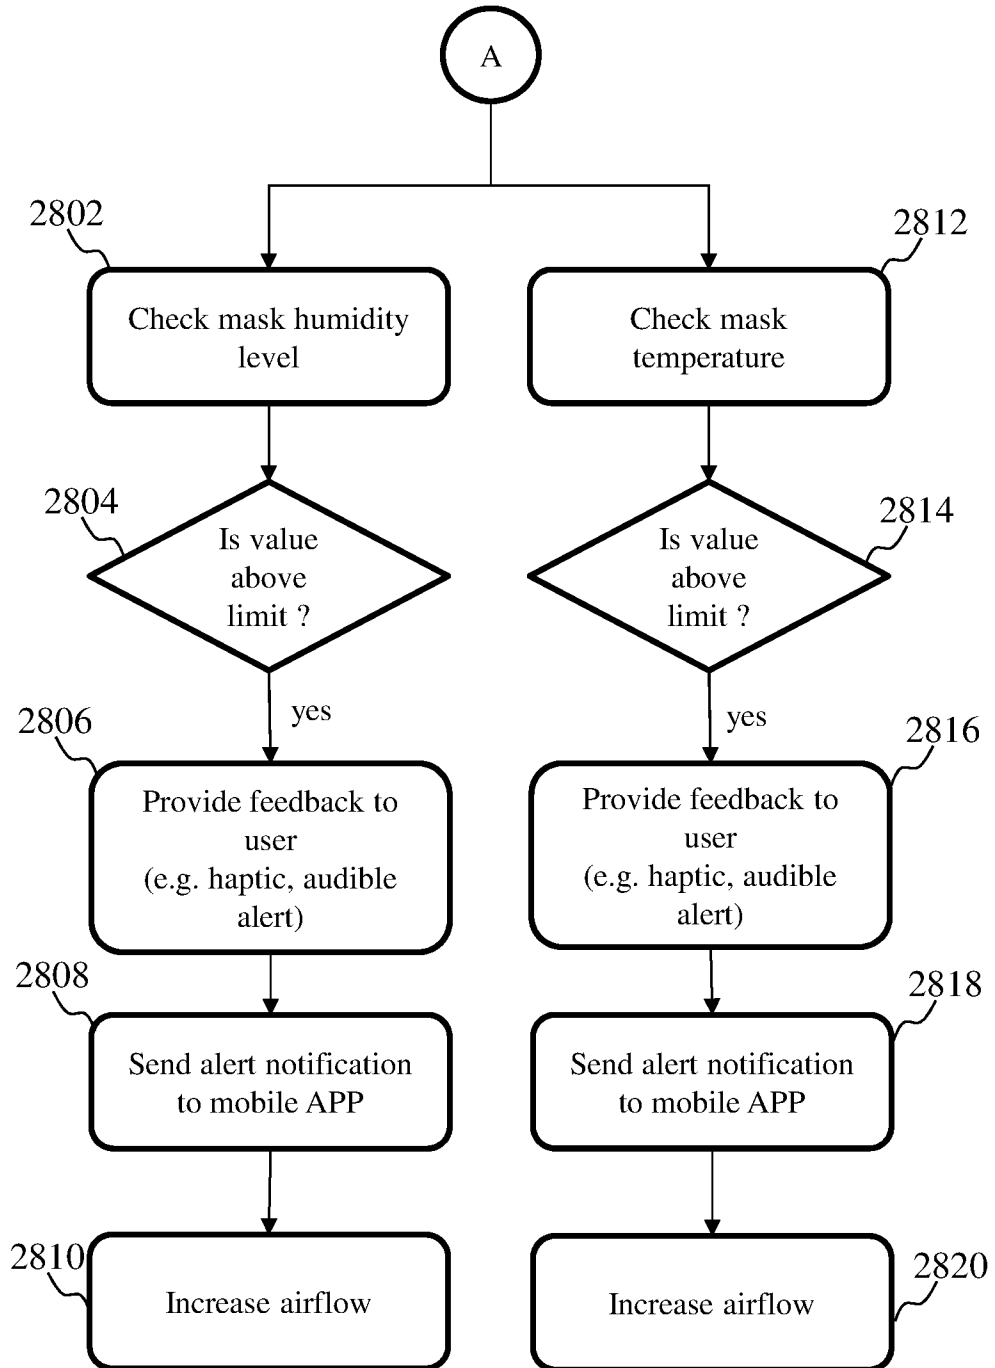 A
2802
Check mask humidity
level
2804
Is value
above
limit ?
yes
2806
Provide feedback to
user
(e.g. haptic, audible
alert)
2808
Send alert notification
to mobile APP
2810
Increase airflow
2812
Check mask
temperature
2814
Is value
above
limit ?
yes
2816
Provide feedback to
user
(e.g. haptic, audible
alert)
2818
Send alert notification
to mobile APP
2820
Increase airflow